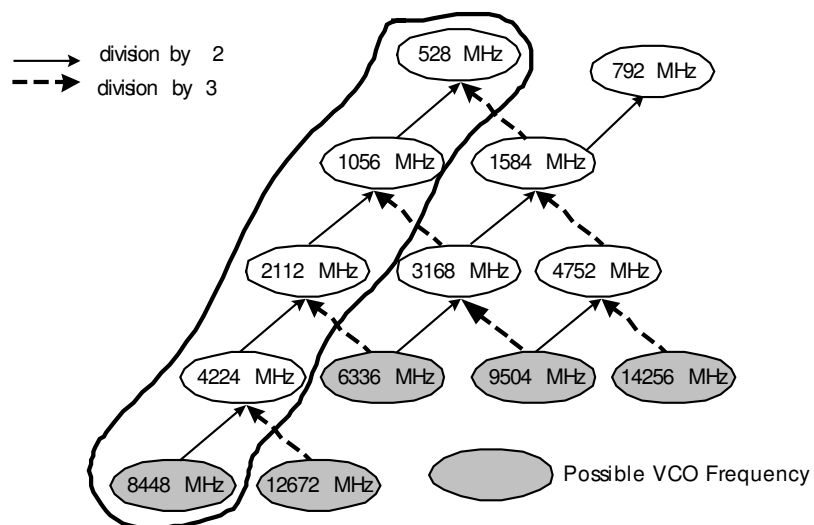 division by 2
division by 3
528 MHz
792 MHz
1056 MHz
1584 MHz
2112 MHz
3168 MHz
4752 MHz
4224 MHz
6336 MHz
9504 MHz
14256 MHz
8448 MHz
12672 MHz
Possible VCO Frequency